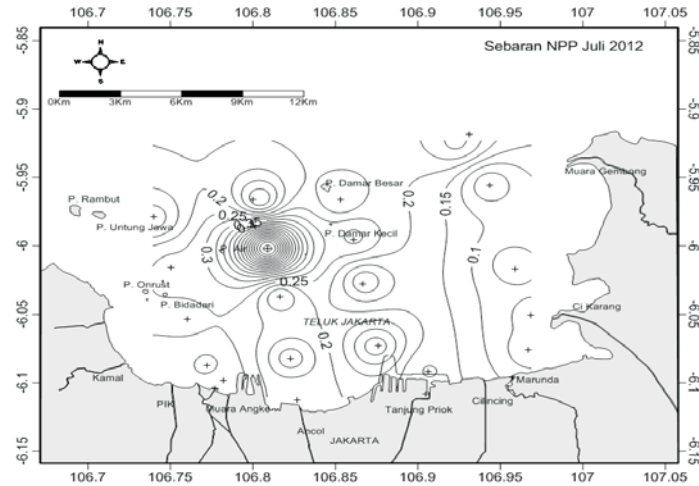 106.7 106.75 106.8 106.85 106.9 106.95 107 107.05
-5.85 -5.85
Sebaran NPP Juli 2012
N
W E
S
0Km 3Km 6Km 9Km 12Km
-5.9 -5.9
-5.95 -5.95
Muara Gembong
P. Damar Besar
P. Rambut
0.2
0.2
0.15
P. Untung Jawa
0.25
P. Damar Kecil
-6 -6
P. Air
0.3
0.1
0.25
P. Onrust
P. Bidadari
Ci Karang
-6.05 -6.05
TELUK JAKARTA
0.2
Kamal
Marunda
-6.1 -6.1
PIK
Muara Angke
Tanjung Priok
Cilincing
Ancol
JAKARTA
-6.15 -6.15
106.7 106.75 106.8 106.85 106.9 106.95 107 107.05